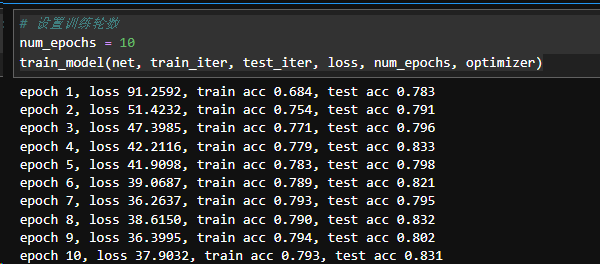 # 设置训练轮数
num_epochs = 10
train_model(net, train_iter, test_iter, loss, num_epochs, optimizer)
epoch 1, loss 91.2592, train acc 0.684, test acc 0.783
epoch 2, loss 51.4232, train acc 0.754, test acc 0.791
epoch 3, loss 47.3985, train acc 0.771, test acc 0.796
epoch 4, loss 42.2116, train acc 0.779, test acc 0.833
epoch 5, loss 41.9098, train acc 0.783, test acc 0.798
epoch 6, loss 39.0687, train acc 0.789, test acc 0.821
epoch 7, loss 36.2637, train acc 0.793, test acc 0.795
epoch 8, loss 38.6150, train acc 0.790, test acc 0.832
epoch 9, loss 36.3995, train acc 0.794, test acc 0.802
epoch 10, loss 37.9032, train acc 0.793, test acc 0.831